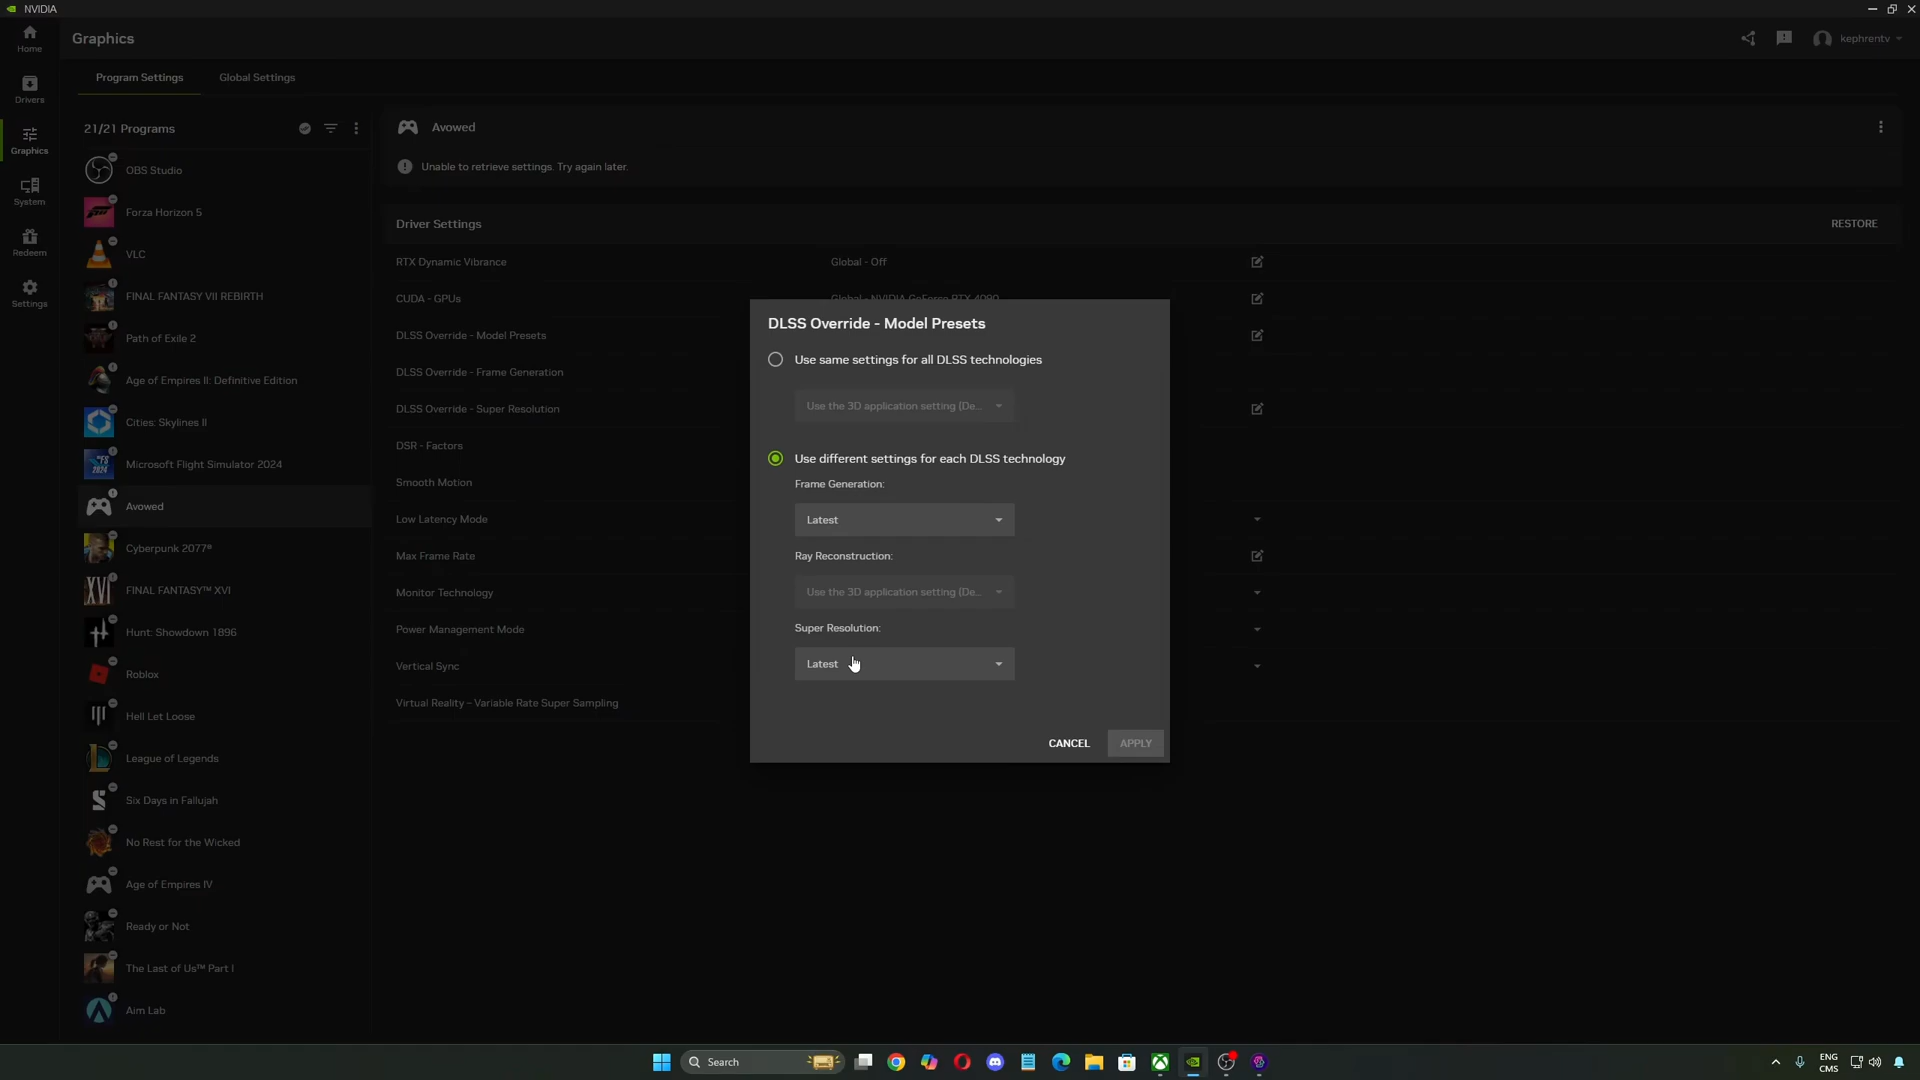 NVIDIA
Home
Drivers
Graphics
System
Redeem
Settings
Graphics
kephrentv
Program Settings
Global Settings
21/21 Programs
OBS Studio
Forza Horizon 5
VLC
FINAL FANTASY VII REBIRTH
Path of Exile 2
Age of Empires II: Definitive Edition
Cities: Skylines II
Microsoft Flight Simulator 2024
Avowed
Cyberpunk 2077®
FINAL FANTASY™ XVI
Hunt: Showdown 1896
Roblox
Hell Let Loose
League of Legends
Six Days in Fallujah
No Rest for the Wicked
Age of Empires IV
Ready or Not
The Last of Us™ Part I
Aim Lab
Avowed
Unable to retrieve settings. Try again later.
Driver Settings
RESTORE
RTX Dynamic Vibrance
Global - Off
CUDA - GPUs
Global - NVIDIA GeForce RTX 4090
DLSS Override - Model Presets
DLSS Override - Frame Generation
DLSS Override - Super Resolution
DSR - Factors
Smooth Motion
Low Latency Mode
Max Frame Rate
Monitor Technology
Power Management Mode
Vertical Sync
Virtual Reality - Variable Rate Super Sampling
DLSS Override - Model Presets
Use same settings for all DLSS technologies
Use the 3D application setting (De...
Use different settings for each DLSS technology
Frame Generation:
Latest
Ray Reconstruction:
Use the 3D application setting (De...
Super Resolution:
Latest
CANCEL
APPLY
Search
ENG
CMS